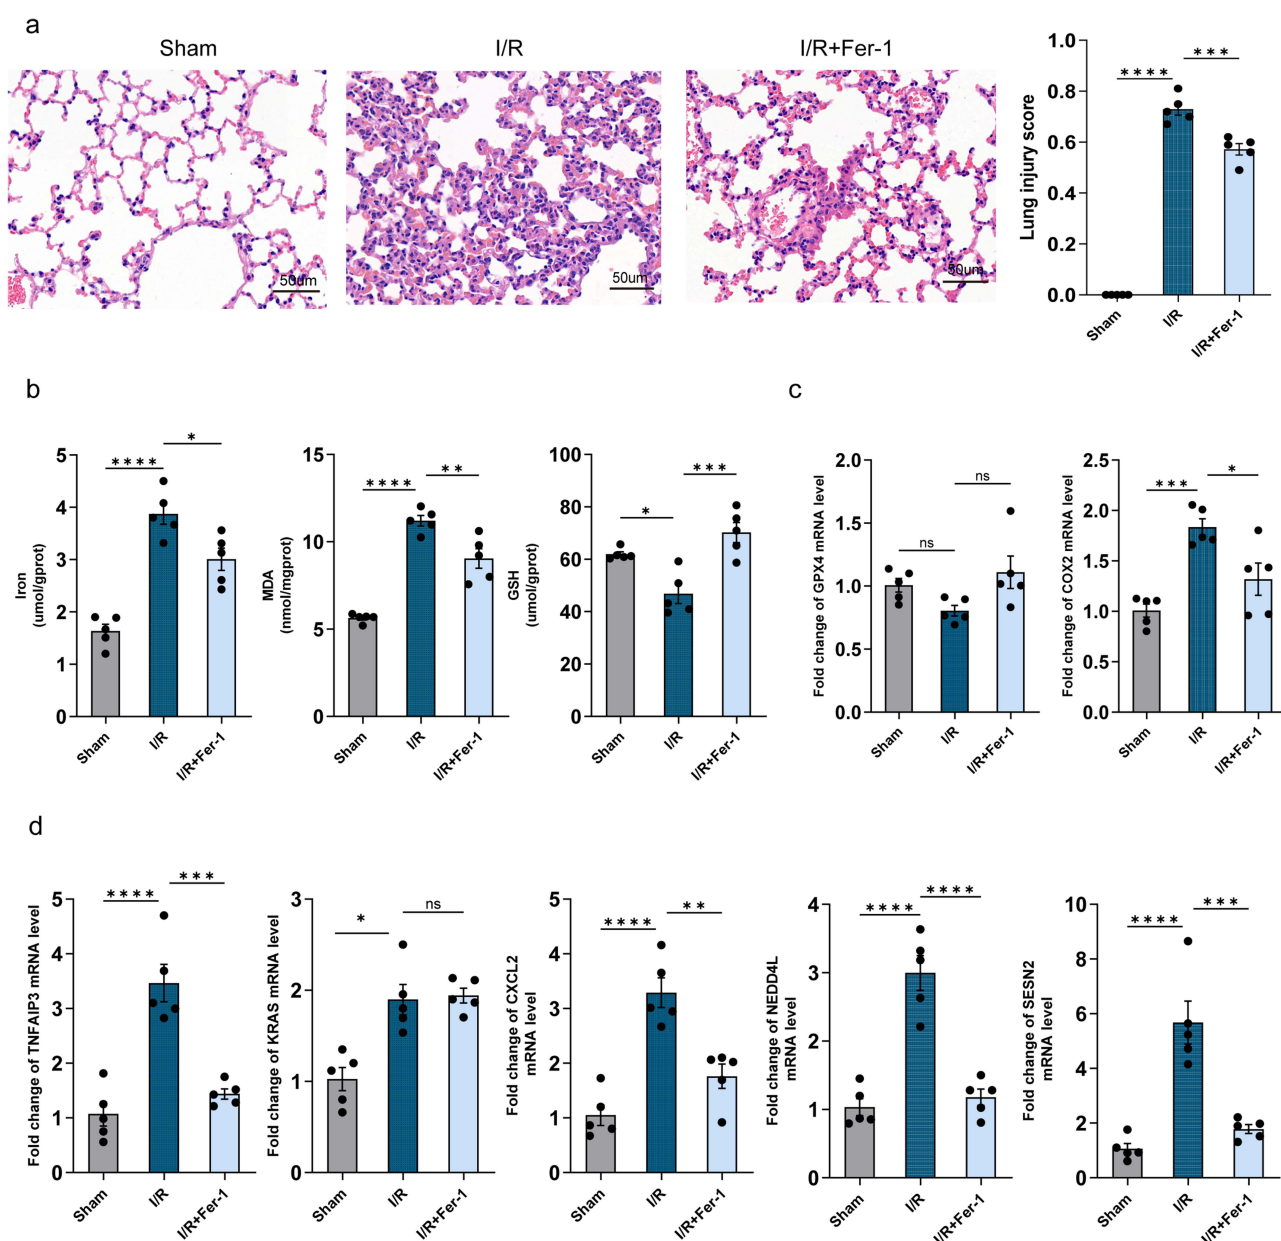 a
Sham
I/R
I/R+Fer-1
50um
50um
50um
Lung injury score
1.0
0.8
0.6
0.4
0.2
0.0
****
***
Sham
I/R
I/R+Fer-1
b
Iron
(umol/gprot)
5
4
3
2
1
0
****
*
Sham
I/R
I/R+Fer-1
MDA
(nmol/mgprot)
15
10
5
0
****
**
Sham
I/R
I/R+Fer-1
GSH
(umol/gprot)
100
80
60
40
20
0
*
***
Sham
I/R
I/R+Fer-1
c
Fold change of GPX4 mRNA level
2.0
1.5
1.0
0.5
0.0
ns
ns
Sham
I/R
I/R+Fer-1
Fold change of COX2 mRNA level
2.5
2.0
1.5
1.0
0.5
0.0
***
*
Sham
I/R
I/R+Fer-1
d
Fold change of TNFAIP3 mRNA level
5
4
3
2
1
0
****
***
Sham
I/R
I/R+Fer-1
Fold change of KRAS mRNA level
3
2
1
0
*
ns
Sham
I/R
I/R+Fer-1
Fold change of CXCL2
mRNA level
5
4
3
2
1
0
****
**
Sham
I/R
I/R+Fer-1
Fold change of NEDD4L
mRNA level
4
3
2
1
0
****
****
Sham
I/R
I/R+Fer-1
Fold change of SESN2
mRNA level
10
8
6
4
2
0
****
***
Sham
I/R
I/R+Fer-1